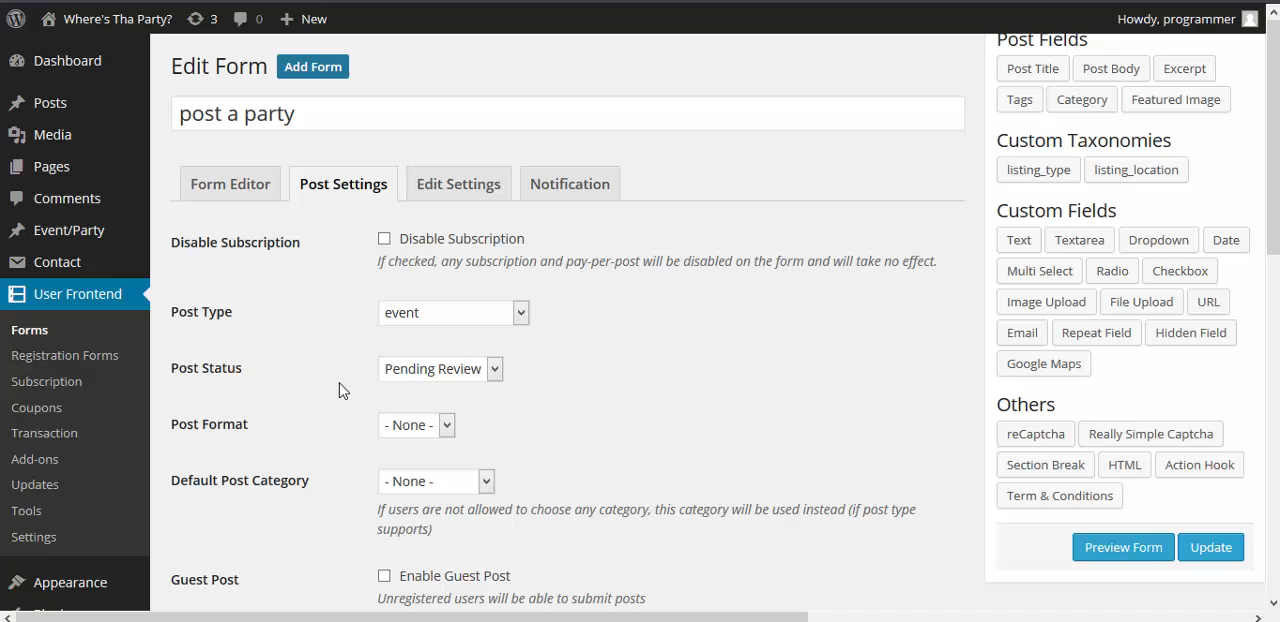 Where's Tha Party? 3 0 New Howdy, programmer
Dashboard
Posts
Media
Pages
Comments
Event/Party
Contact
User Frontend
Forms
Registration Forms
Subscription
Coupons
Transaction
Add-ons
Updates
Tools
Settings
Appearance
Edit Form Add Form
post a party
Form Editor Post Settings Edit Settings Notification
Disable Subscription Disable Subscription
If checked, any subscription and pay-per-post will be disabled on the form and will take no effect.
Post Type event
Post Status Pending Review
Post Format - None -
Default Post Category - None -
If users are not allowed to choose any category, this category will be used instead (if post type
supports)
Guest Post Enable Guest Post
Unregistered users will be able to submit posts
Post Fields
Post Title Post Body Excerpt
Tags Category Featured Image
Custom Taxonomies
listing_type listing_location
Custom Fields
Text Textarea Dropdown Date
Multi Select Radio Checkbox
Image Upload File Upload URL
Email Repeat Field Hidden Field
Google Maps
Others
reCaptcha Really Simple Captcha
Section Break HTML Action Hook
Term & Conditions
Preview Form Update